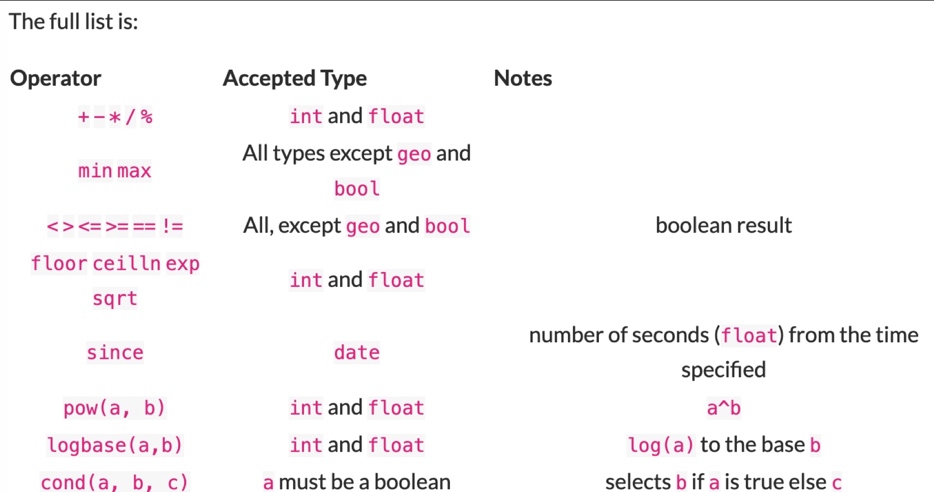 The full list is:
Operator Accepted Type Notes
+ - * / % int and float
min max All types except geo and bool
< > <= >= == != All, except geo and bool boolean result
floor ceil ln exp sqrt int and float
since date number of seconds (float) from the time specified
pow(a, b) int and float a^b
logbase(a,b) int and float log(a) to the base b
cond(a, b, c) a must be a boolean selects b if a is true else c